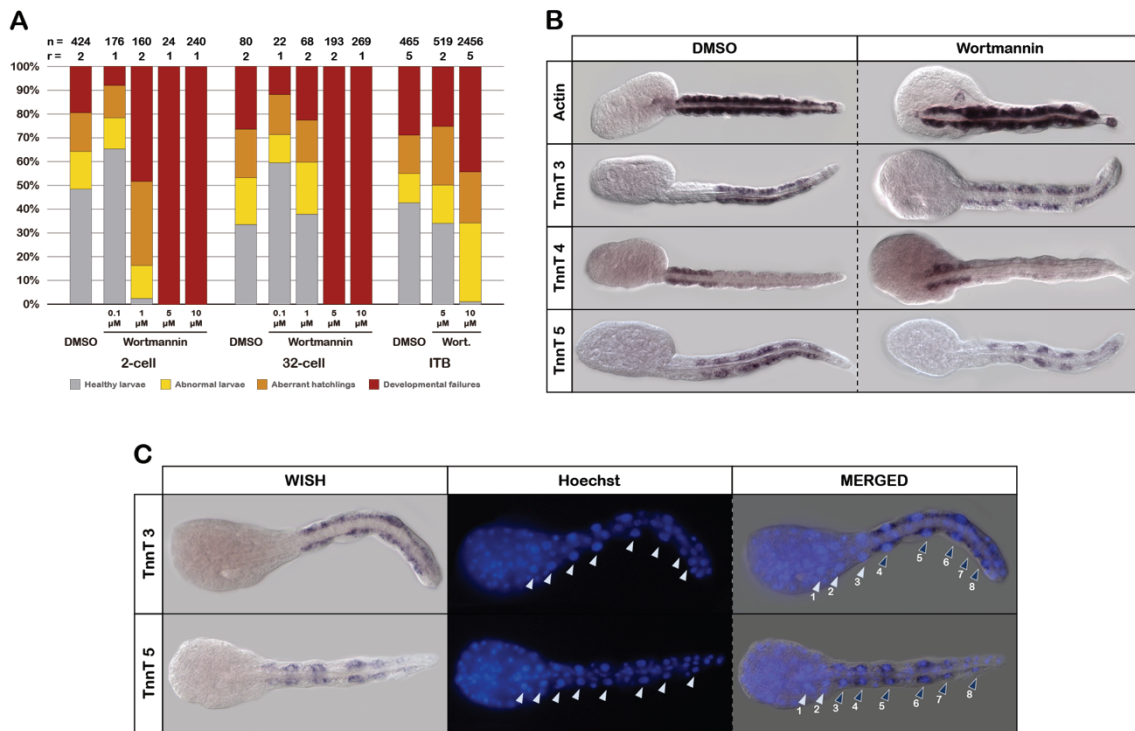 A
n = 424 176 160 24 240 80 22 68 193 269 465 519 2456
r = 2 1 2 1 1 2 1 1 2 1 5 2 5
100%
90%
80%
70%
60%
50%
40%
30%
20%
10%
0%
0.1 1 5 10 0.1 1 5 10 5 10
µM µM µM µM µM µM µM µM µM µM
DMSO Wortmannin DMSO Wortmannin DMSO Wort.
2-cell 32-cell ITB
Healthy larvae Abnormal larvae Aberrant hatchlings Developmental failures
B
DMSO Wortmannin
Actin
TnnT 3
TnnT 4
TnnT 5
C
WISH Hoechst MERGED
TnnT 3
1 2 3 4 5 6 7 8
TnnT 5
1 2 3 4 5 6 7 8